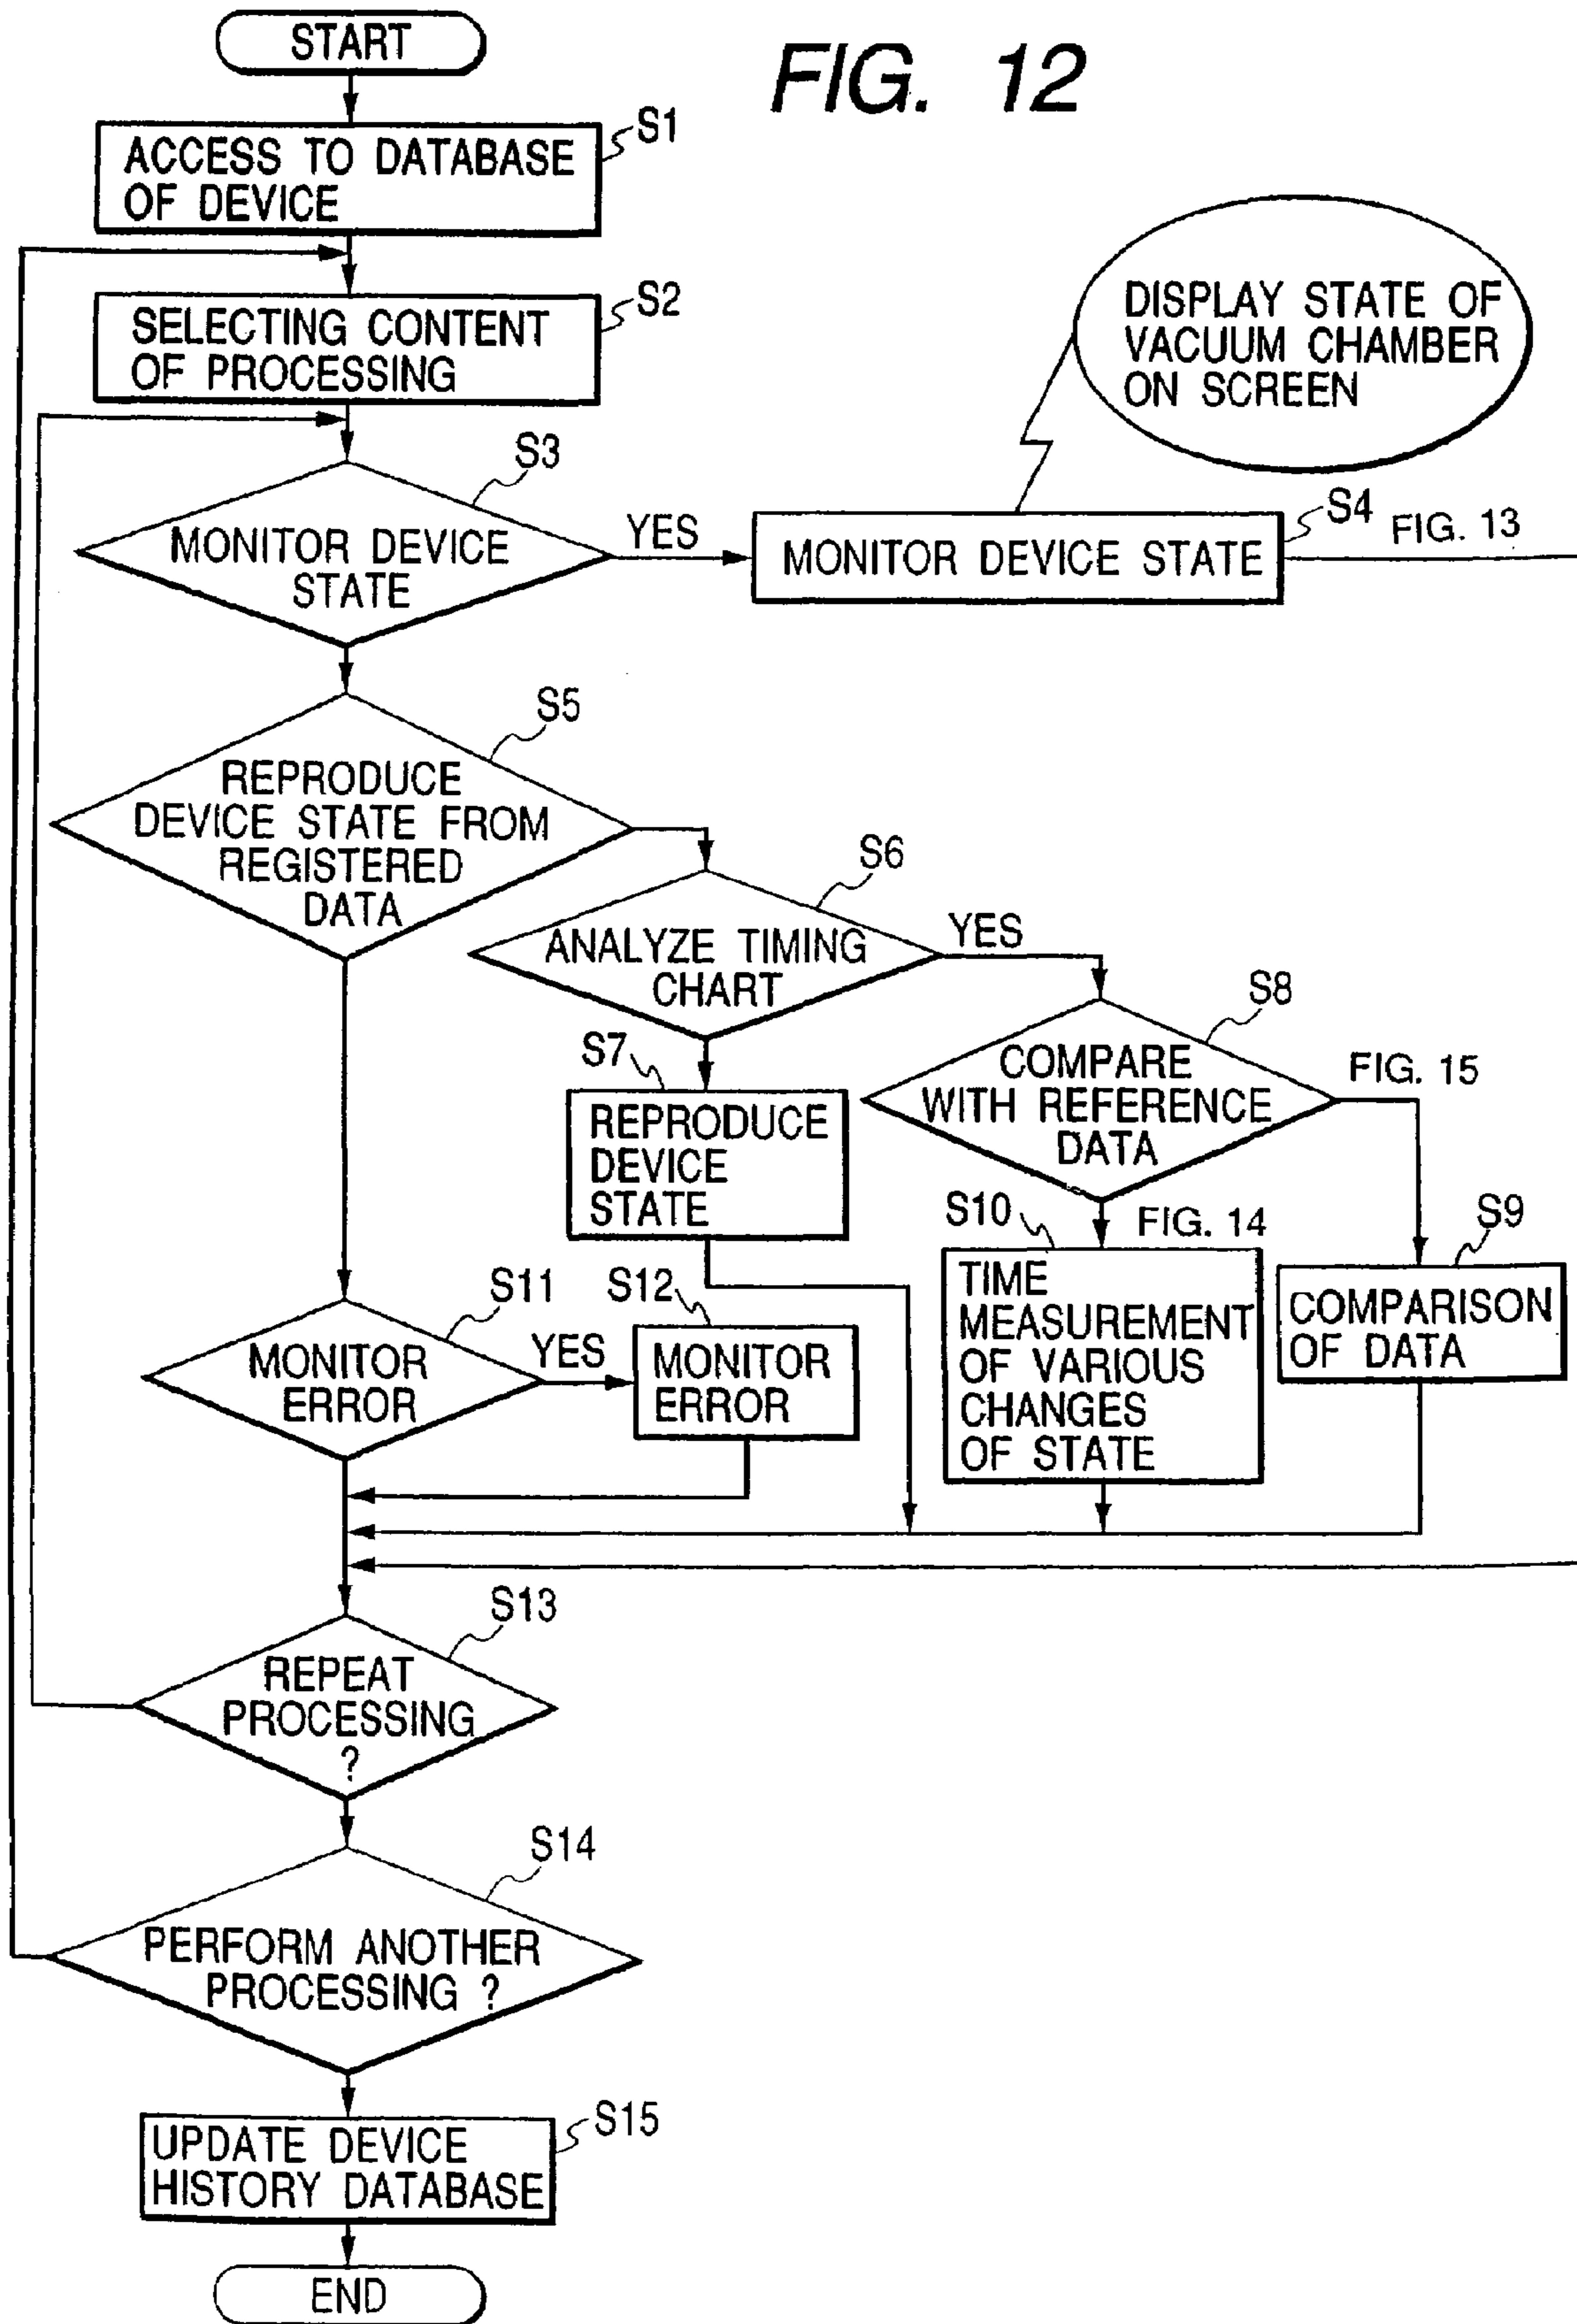 START
FIG. 12
S1
ACCESS TO DATABASE
OF DEVICE
S2
SELECTING CONTENT
OF PROCESSING
DISPLAY STATE OF
VACUUM CHAMBER
ON SCREEN
S3
MONITOR DEVICE
STATE
YES
S4
MONITOR DEVICE STATE
FIG. 13
S5
REPRODUCE
DEVICE STATE FROM
REGISTERED
DATA
S6
ANALYZE TIMING
CHART
YES
S7
REPRODUCE
DEVICE
STATE
S8
COMPARE
WITH REFERENCE
DATA
FIG. 15
S10
FIG. 14
TIME
MEASUREMENT
OF VARIOUS
CHANGES
OF STATE
S9
COMPARISON
OF DATA
S11
MONITOR
ERROR
YES
S12
MONITOR
ERROR
S13
REPEAT
PROCESSING
?
S14
PERFORM ANOTHER
PROCESSING ?
S15
UPDATE DEVICE
HISTORY DATABASE
END